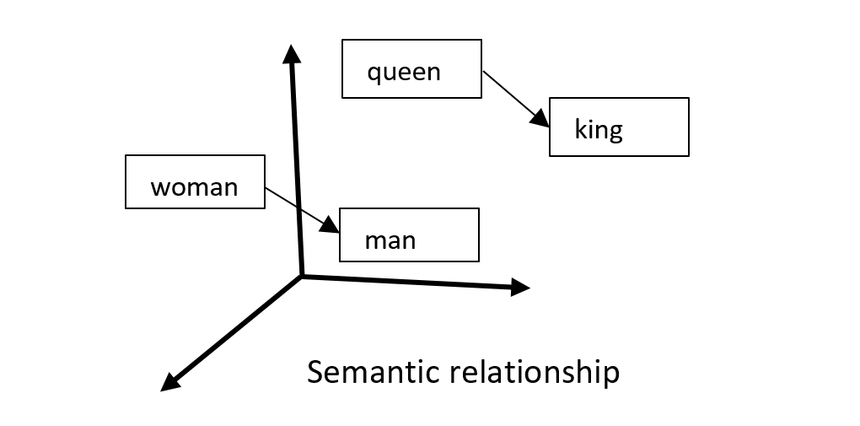 queen
king
woman
man
Semantic relationship